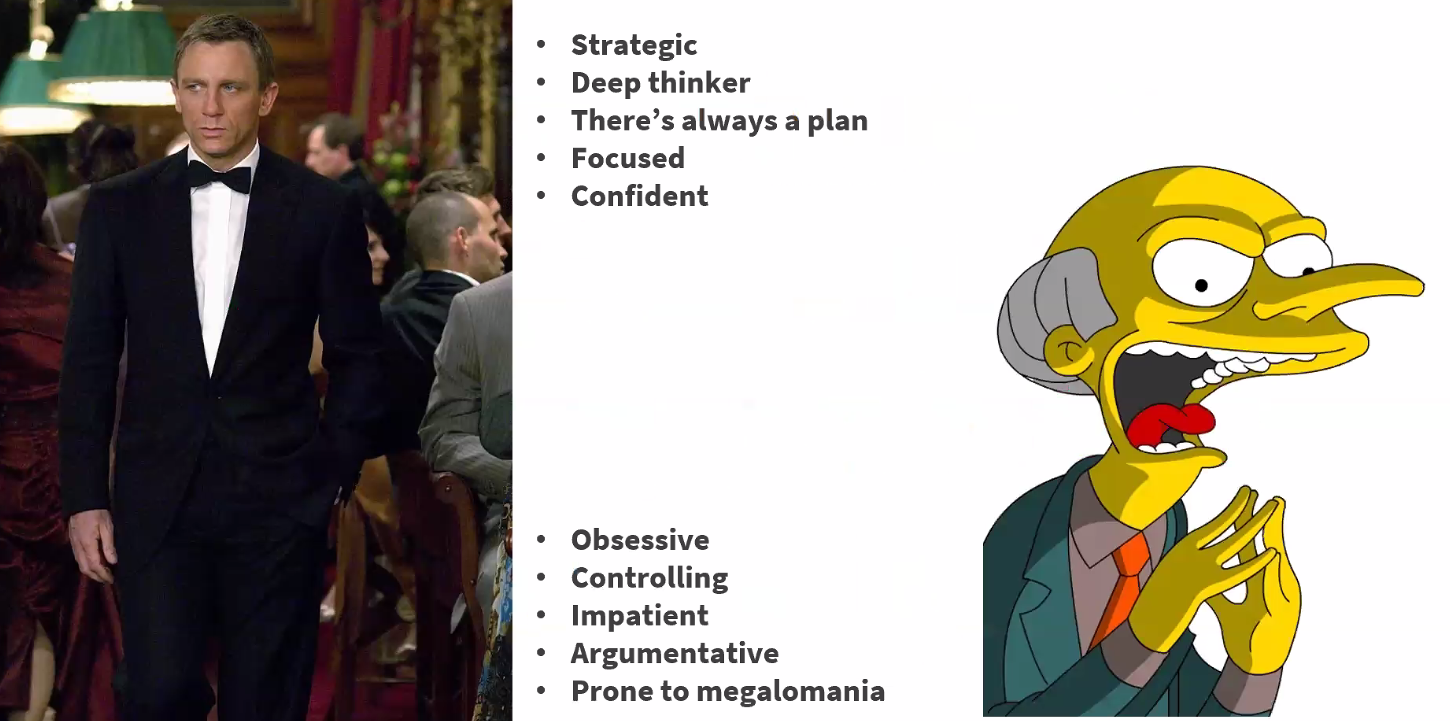 • Strategic
• Deep thinker
• There’s always a plan
• Focused
• Confident
• Obsessive
• Controlling
• Impatient
• Argumentative
• Prone to megalomania